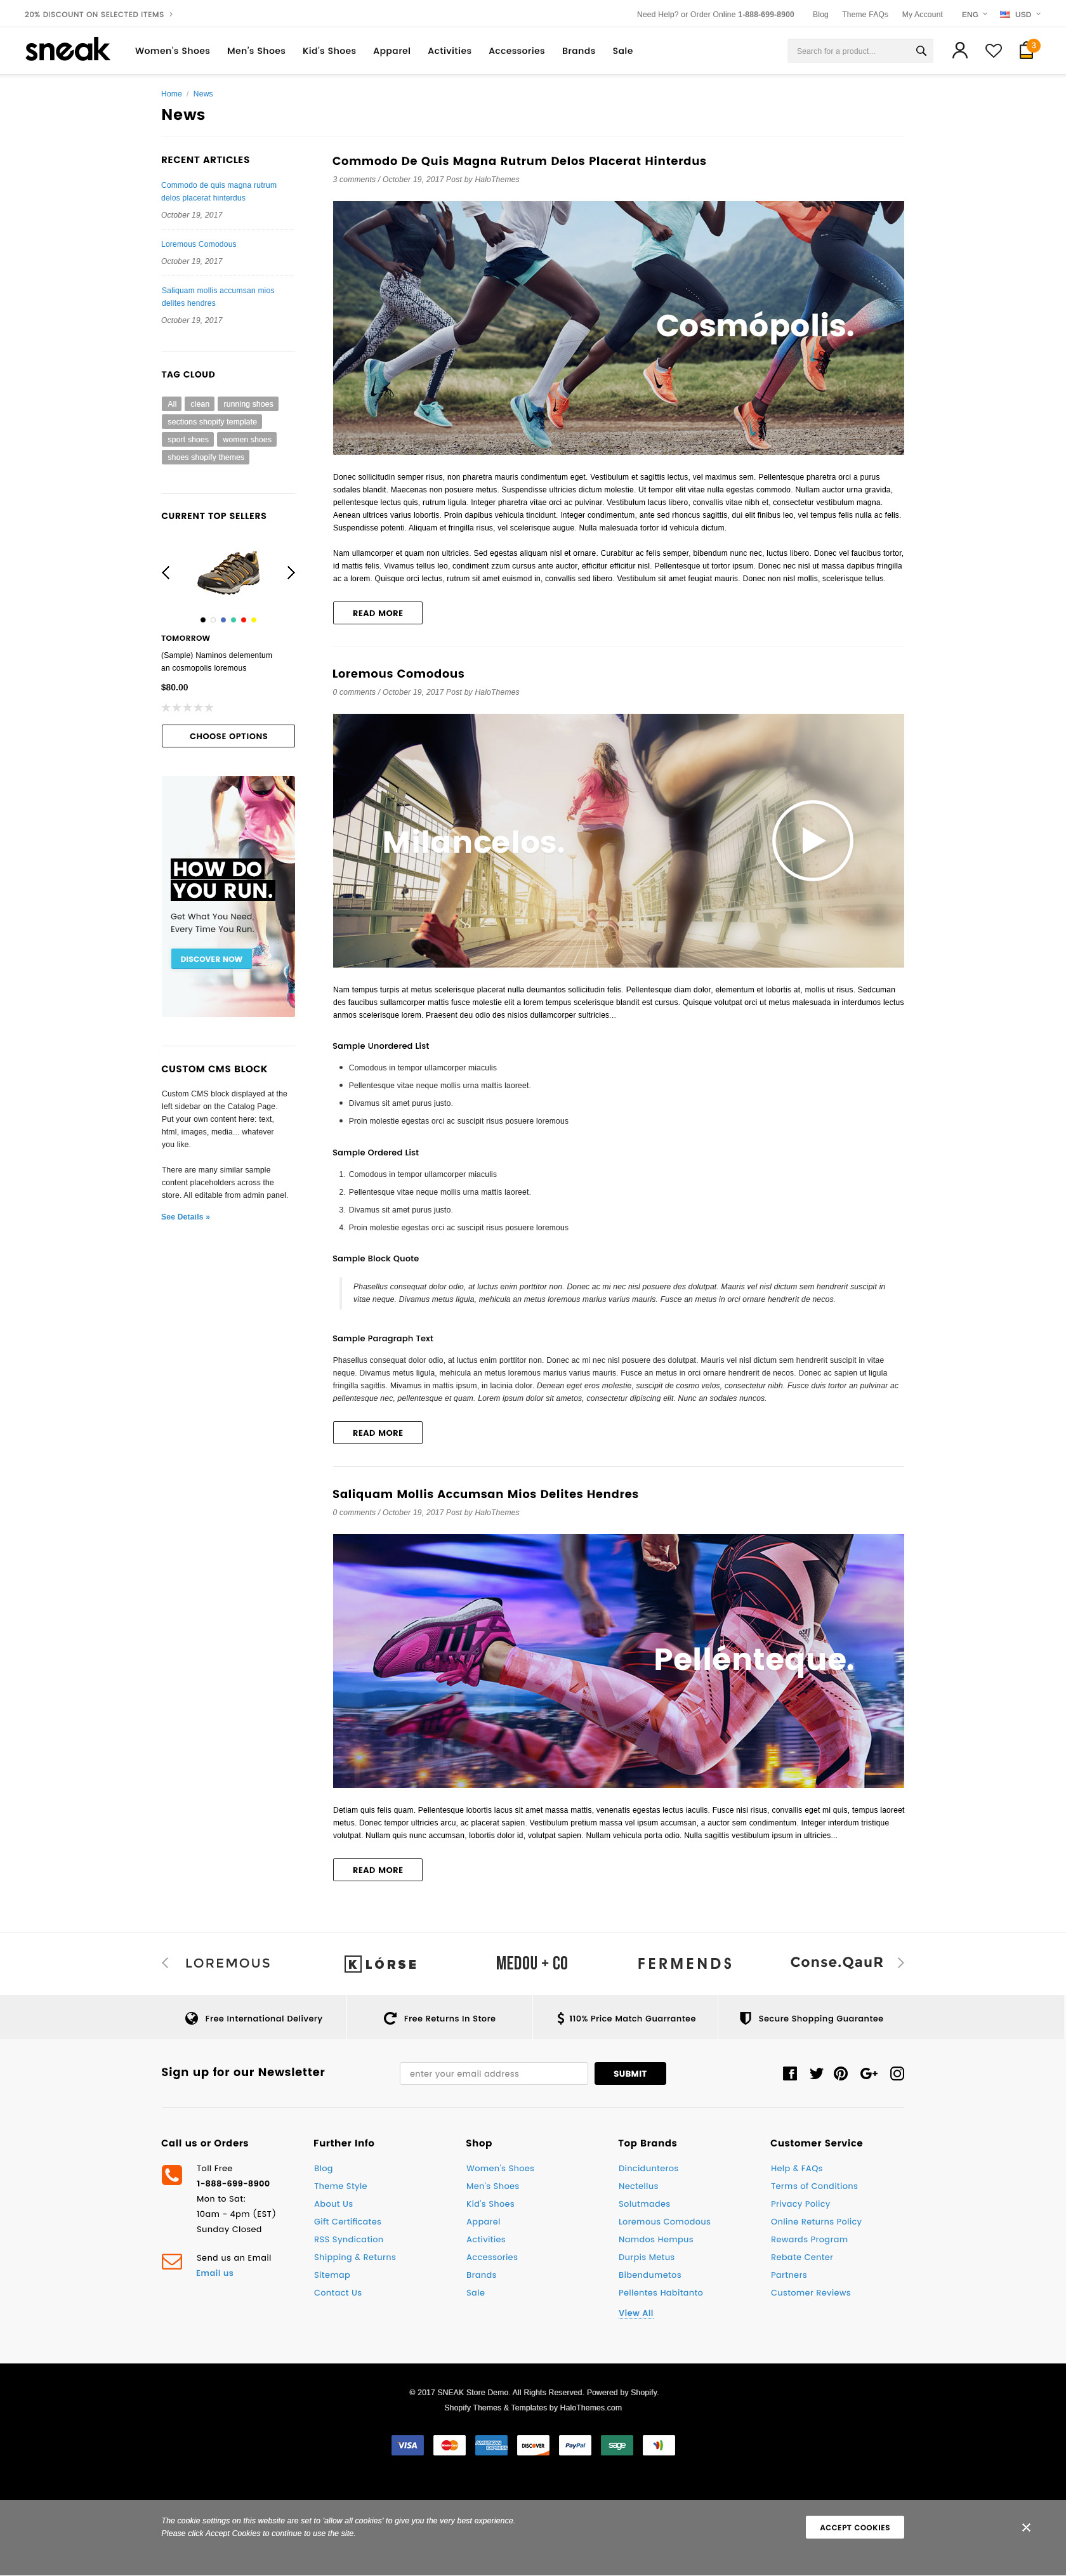 20% DISCOUNT ON SELECTED ITEMS
Need Help? or Order Online 1-888-699-8900
Blog
Theme FAQs
My Account
ENG
USD
sneak
Women's Shoes
Men's Shoes
Kid's Shoes
Apparel
Activities
Accessories
Brands
Sale
Search for a product...
3
Home / News
News
RECENT ARTICLES
Commodo de quis magna rutrum
delos placerat hinterdus
October 19, 2017
Loremous Comodous
October 19, 2017
Saliquam mollis accumsan mios
delites hendres
October 19, 2017
TAG CLOUD
All
clean
running shoes
sections shopify template
sport shoes
women shoes
shoes shopify themes
CURRENT TOP SELLERS
TOMORROW
(Sample) Naminos delementum
an cosmopolis loremous
$80.00
CHOOSE OPTIONS
HOW DO
YOU RUN.
Get What You Need,
Every Time You Run.
DISCOVER NOW
CUSTOM CMS BLOCK
Custom CMS block displayed at the
left sidebar on the Catalog Page.
Put your own content here: text,
html, images, media... whatever
you like.
There are many similar sample
content placeholders across the
store. All editable from admin panel.
See Details »
Commodo De Quis Magna Rutrum Delos Placerat Hinterdus
3 comments / October 19, 2017 Post by HaloThemes
Cosmópolis.
Donec sollicitudin semper risus, non pharetra mauris condimentum eget. Vestibulum et sagittis lectus, vel maximus sem. Pellentesque pharetra orci a purus
sodales blandit. Maecenas non posuere metus. Suspendisse ultricies dictum molestie. Ut tempor elit vitae nulla egestas commodo. Nullam auctor urna gravida,
pellentesque lectus quis, rutrum ligula. Integer pharetra vitae orci ac pulvinar. Vestibulum lacus libero, convallis vitae nibh et, consectetur vestibulum magna.
Aenean ultrices varius lobortis. Proin dapibus vehicula tincidunt. Integer condimentum, ante sed rhoncus sagittis, dui elit finibus leo, vel tempus felis nulla ac felis.
Suspendisse potenti. Aliquam et fringilla risus, vel scelerisque augue. Nulla malesuada tortor id vehicula dictum.
Nam ullamcorper et quam non ultricies. Sed egestas aliquam nisl et ornare. Curabitur ac felis semper, bibendum nunc nec, luctus libero. Donec vel faucibus tortor,
id mattis felis. Vivamus tellus leo, condiment zzum cursus ante auctor, efficitur efficitur nisl. Pellentesque ut tortor ipsum. Donec nec nisl ut massa dapibus fringilla
ac a lorem. Quisque orci lectus, rutrum sit amet euismod in, convallis sed libero. Vestibulum sit amet feugiat mauris. Donec non nisl mollis, scelerisque tellus.
READ MORE
Loremous Comodous
0 comments / October 19, 2017 Post by HaloThemes
Milancelos.
Nam tempus turpis at metus scelerisque placerat nulla deumantos sollicitudin felis. Pellentesque diam dolor, elementum et lobortis at, mollis ut risus. Sedcuman
des faucibus sullamcorper mattis fusce molestie elit a lorem tempus scelerisque blandit est cursus. Quisque volutpat orci ut metus malesuada in interdumos lectus
anmos scelerisque lorem. Praesent deu odio des nisios dullamcorper sultricies...
Sample Unordered List
Comodous in tempor ullamcorper miaculis
Pellentesque vitae neque mollis urna mattis laoreet.
Divamus sit amet purus justo.
Proin molestie egestas orci ac suscipit risus posuere loremous
Sample Ordered List
1. Comodous in tempor ullamcorper miaculis
2. Pellentesque vitae neque mollis urna mattis laoreet.
3. Divamus sit amet purus justo.
4. Proin molestie egestas orci ac suscipit risus posuere loremous
Sample Block Quote
Phasellus consequat dolor odio, at luctus enim porttitor non. Donec ac mi nec nisl posuere des dolutpat. Mauris vel nisl dictum sem hendrerit suscipit in
vitae neque. Divamus metus ligula, mehicula an metus loremous marius varius mauris. Fusce an metus in orci ornare hendrerit de necos.
Sample Paragraph Text
Phasellus consequat dolor odio, at luctus enim porttitor non. Donec ac mi nec nisl posuere des dolutpat. Mauris vel nisl dictum sem hendrerit suscipit in vitae
neque. Divamus metus ligula, mehicula an metus loremous marius varius mauris. Fusce an metus in orci ornare hendrerit de necos. Donec ac sapien ut ligula
fringilla sagittis. Mivamus in mattis ipsum, in lacinia dolor. Denean eget eros molestie, suscipit de cosmo velos, consectetur nibh. Fusce duis tortor an pulvinar ac
pellentesque nec, pellentesque et quam. Lorem ipsum dolor sit ametos, consectetur dipiscing elit. Nunc an sodales nuncos.
READ MORE
Saliquam Mollis Accumsan Mios Delites Hendres
0 comments / October 19, 2017 Post by HaloThemes
Pellénteque.
Detiam quis felis quam. Pellentesque lobortis lacus sit amet massa mattis, venenatis egestas lectus iaculis. Fusce nisi risus, convallis eget mi quis, tempus laoreet
metus. Donec tempor ultricies arcu, ac placerat sapien. Vestibulum pretium massa vel ipsum accumsan, a auctor sem condimentum. Integer interdum tristique
volutpat. Nullam quis nunc accumsan, lobortis dolor id, volutpat sapien. Nullam vehicula porta odio. Nulla sagittis vestibulum ipsum in ultricies...
READ MORE
LOREMOUS
K LÓRSE
MEDOU + CO
FERMENDS
Conse.QauR
Free International Delivery
Free Returns In Store
$ 110% Price Match Guarrantee
Secure Shopping Guarantee
Sign up for our Newsletter
enter your email address
SUBMIT
Call us or Orders
Toll Free
1-888-699-8900
Mon to Sat:
10am - 4pm (EST)
Sunday Closed
Send us an Email
Email us
Further Info
Blog
Theme Style
About Us
Gift Certificates
RSS Syndication
Shipping & Returns
Sitemap
Contact Us
Shop
Women's Shoes
Men's Shoes
Kid's Shoes
Apparel
Activities
Accessories
Brands
Sale
Top Brands
Dincidunteros
Necteilus
Solutmades
Loremous Comodous
Namdos Hempus
Durpis Metus
Bibendumetos
Pellentes Habitanto
View All
Customer Service
Help & FAQs
Terms of Conditions
Privacy Policy
Online Returns Policy
Rewards Program
Rebate Center
Partners
Customer Reviews
© 2017 SNEAK Store Demo. All Rights Reserved. Powered by Shopify.
Shopify Themes & Templates by HaloThemes.com
VISA
MasterCard
AMERICAN EXPRESS
DISCOVER
PayPal
sage
The cookie settings on this website are set to 'allow all cookies' to give you the very best experience.
Please click Accept Cookies to continue to use the site.
ACCEPT COOKIES